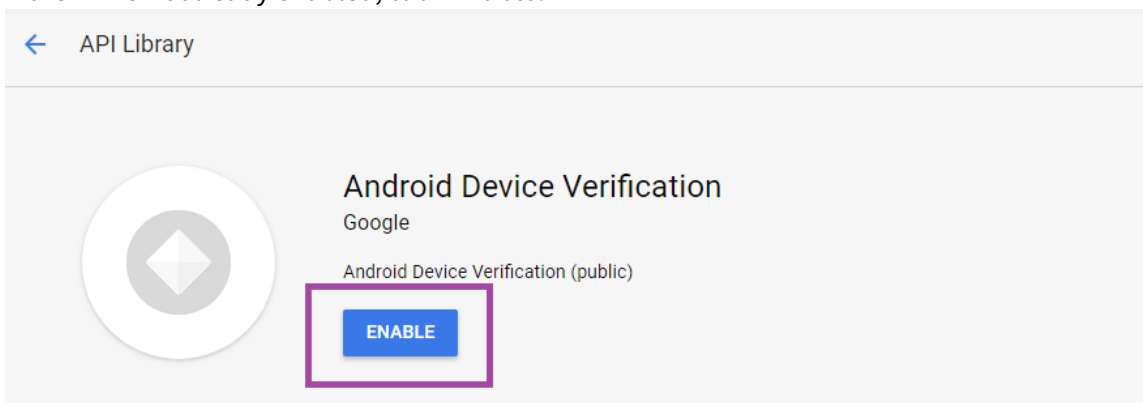 API Library
Android Device Verification
Google
Android Device Verification (public)
ENABLE